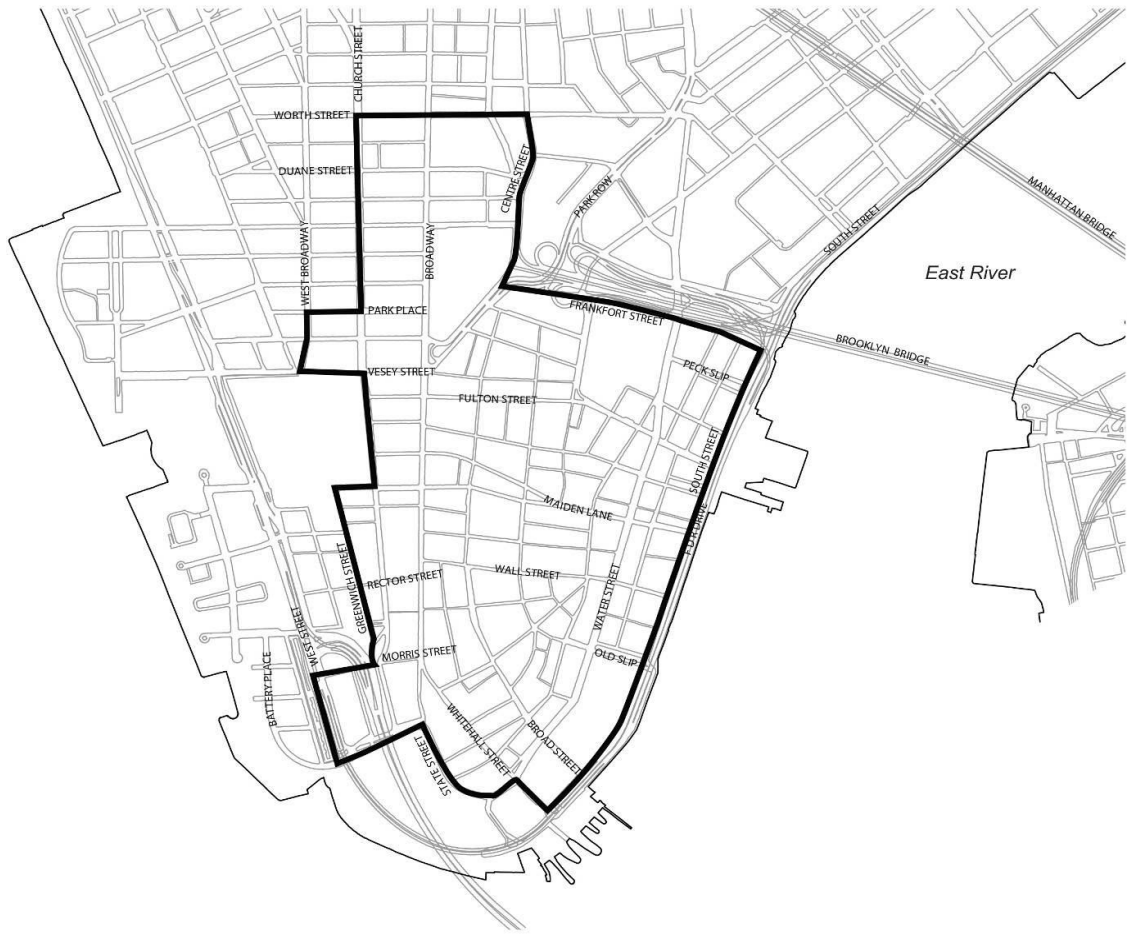 CHURCH STREET
WORTH STREET
DUANE STREET
CENTRE STREET
PARK ROW
MANHATTAN BRIDGE
SOUTH STREET
WEST BROADWAY
BROADWAY
East River
PARK PLACE
FRANKFORT STREET
BROOKLYN BRIDGE
VESEY STREET
PECK SLIP
FULTON STREET
SOUTH STREET
MAIDEN LANE
F D R DRIVE
WALL STREET
RECTOR STREET
GREENWICH STREET
WATER STREET
WEST STREET
MORRIS STREET
OLD SLIP
BATTERY PLACE
WHITEHALL STREET
BROAD STREET
STATE STREET